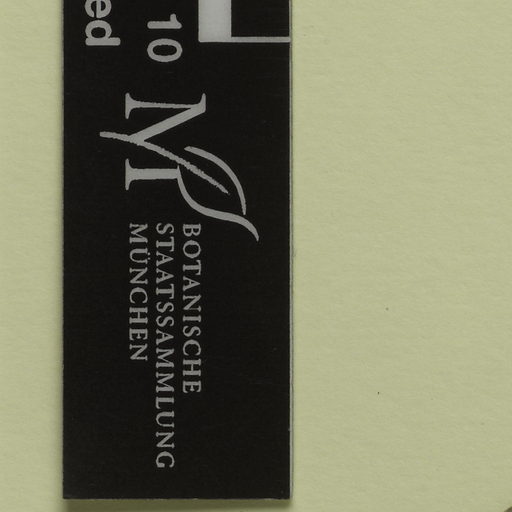 10
ed
M
BOTANISCHE
STAATSSAMMLUNG
MÜNCHEN